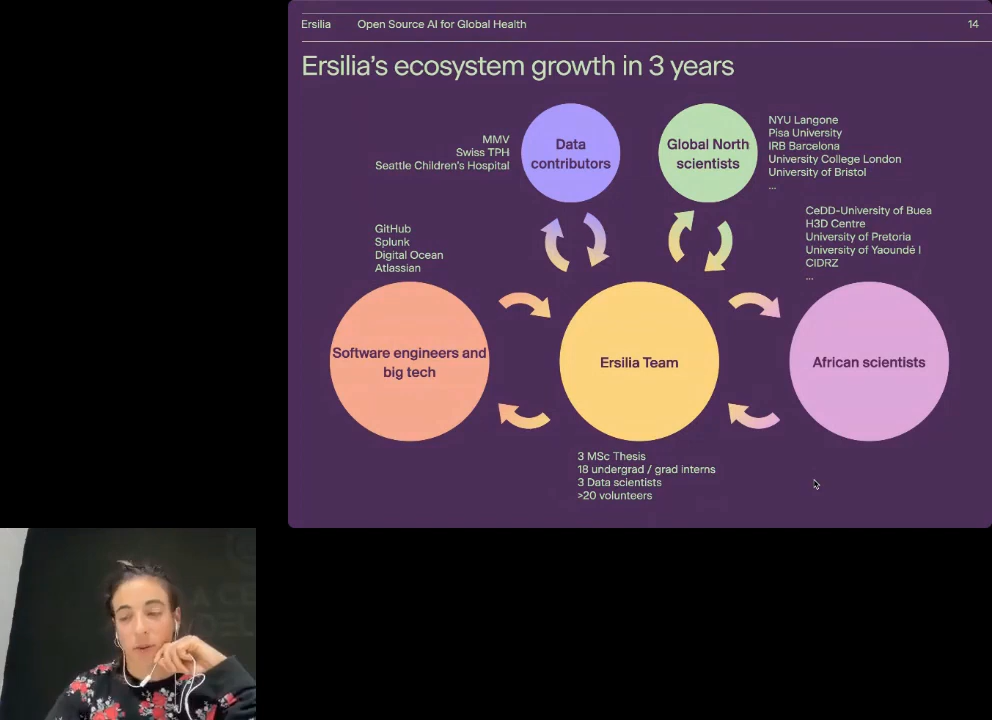 Ersilia
Open Source AI for Global Health
14
Ersilia's ecosystem growth in 3 years
MMV
Swiss TPH
Seattle Children's Hospital
Data
contributors
Global North
scientists
NYU Langone
Pisa University
IRB Barcelona
University College London
University of Bristol
...
GitHub
Splunk
Digital Ocean
Atlassian
CeDD-University of Buea
H3D Centre
University of Pretoria
University of Yaoundé I
CIDRZ
...
Software engineers and
big tech
Ersilia Team
African scientists
3 MSc Thesis
18 undergrad / grad interns
3 Data scientists
>20 volunteers